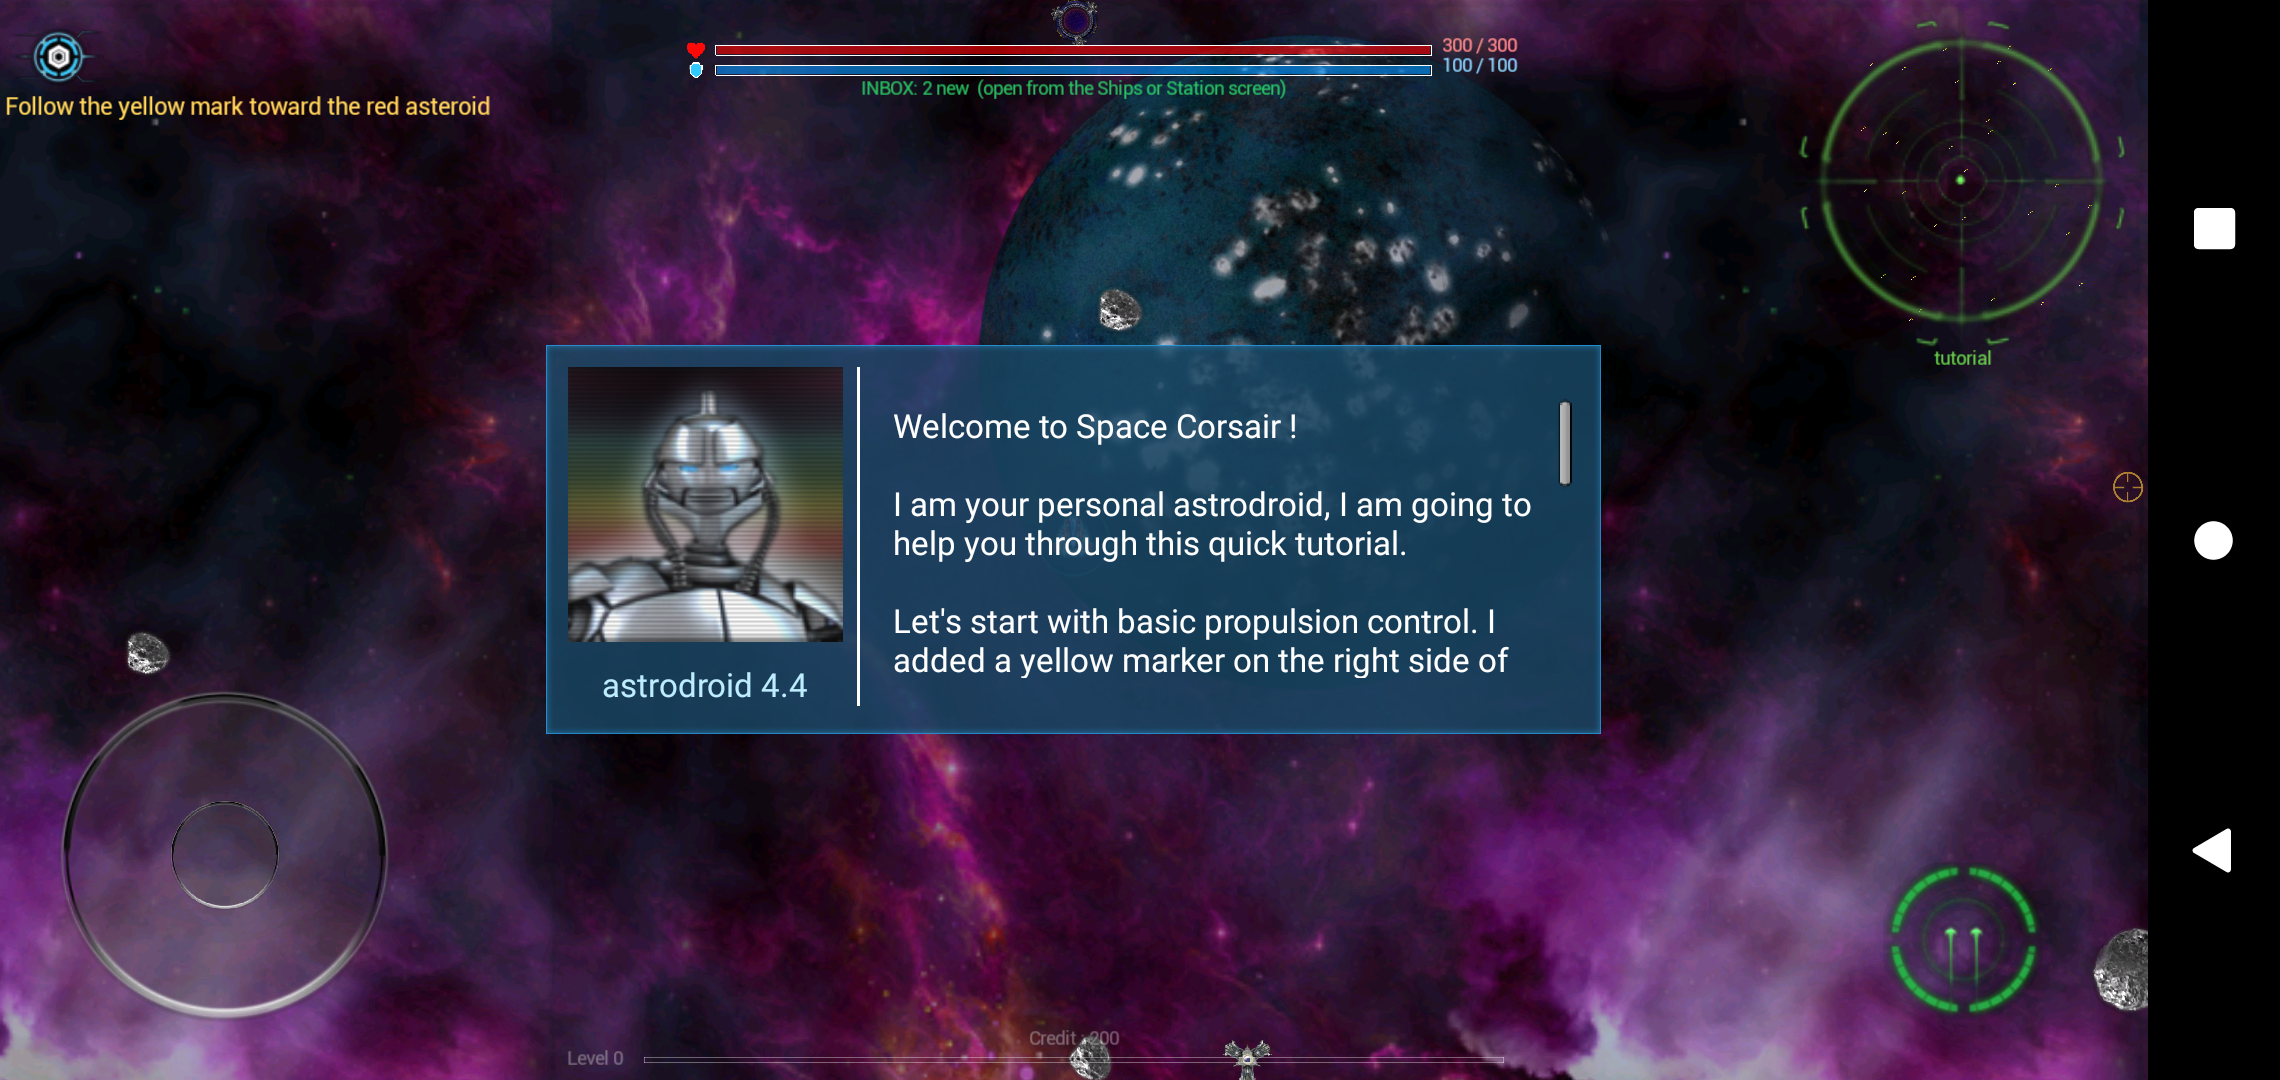 300 / 300
100 / 100
INBOX: 2 new (open from the Ships or Station screen)
Follow the yellow mark toward the red asteroid
tutorial
Welcome to Space Corsair !
I am your personal astrodroid, I am going to
help you through this quick tutorial.
Let's start with basic propulsion control. I
added a yellow marker on the right side of
astrodroid 4.4
Credit : 200
Level 0